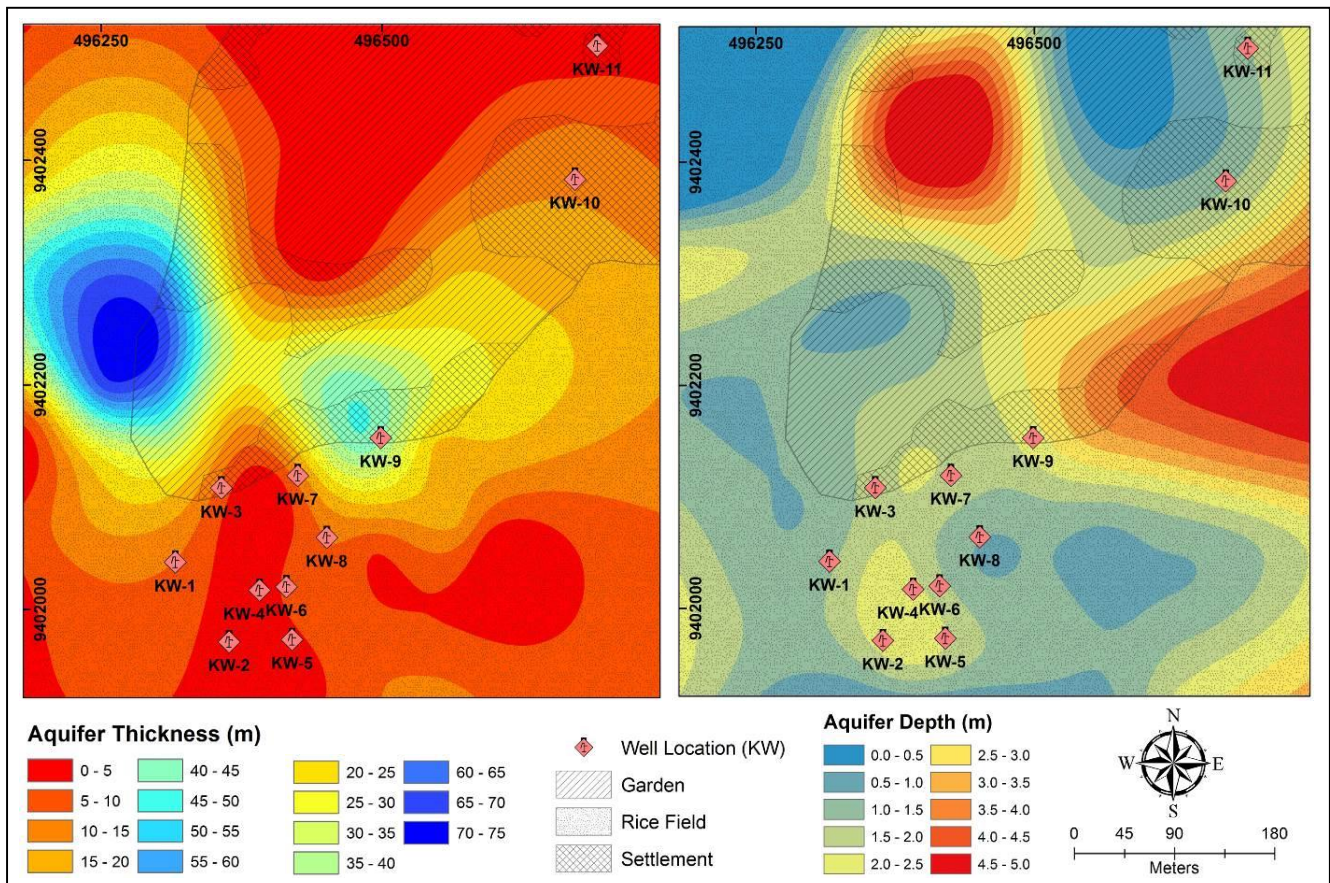 496250
496500
9402400
9402200
9402000
KW-11
KW-10
KW-9
KW-7
KW-3
KW-8
KW-1
KW-4
KW-6
KW-2
KW-5
496250
496500
9402400
9402200
9402000
KW-11
KW-10
KW-9
KW-7
KW-3
KW-8
KW-1
KW-4
KW-6
KW-2
KW-5
Aquifer Thickness (m)
0 - 5
5 - 10
10 - 15
15 - 20
40 - 45
45 - 50
50 - 55
55 - 60
20 - 25
25 - 30
30 - 35
35 - 40
60 - 65
65 - 70
70 - 75
Well Location (KW)
Garden
Rice Field
Settlement
Aquifer Depth (m)
0.0 - 0.5
0.5 - 1.0
1.0 - 1.5
1.5 - 2.0
2.0 - 2.5
2.5 - 3.0
3.0 - 3.5
3.5 - 4.0
4.0 - 4.5
4.5 - 5.0
N
W
E
S
0 45 90 180
Meters